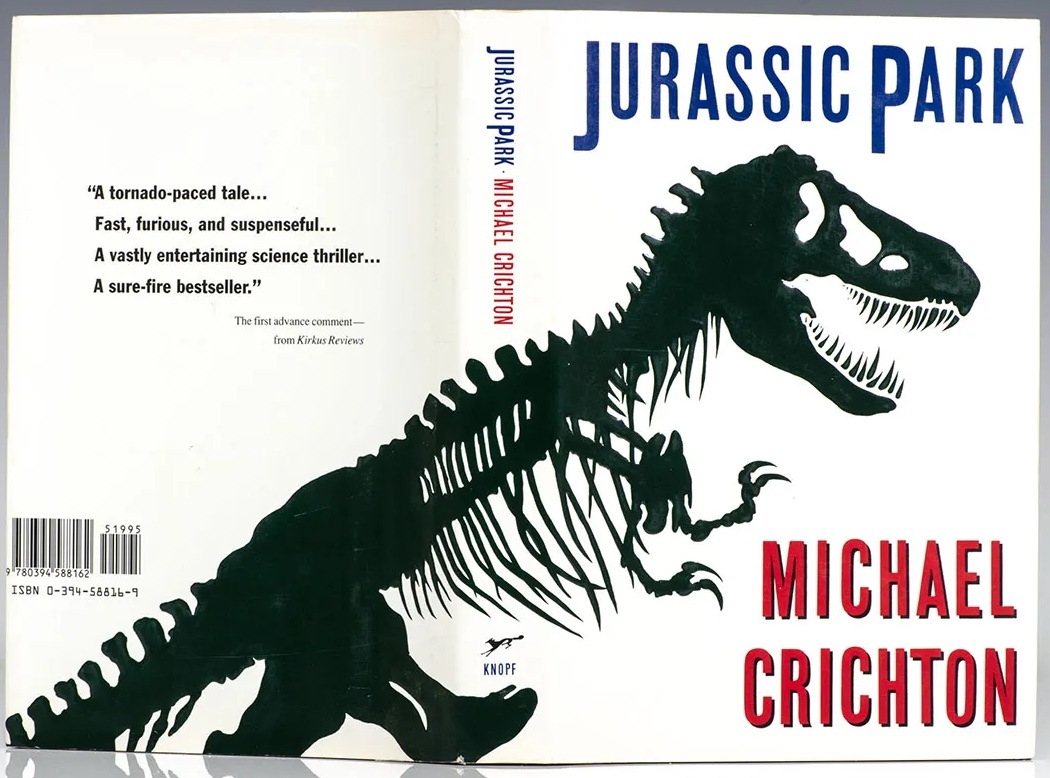 “A tornado-paced tale...
Fast, furious, and suspenseful...
A vastly entertaining science thriller...
A sure-fire bestseller.”
The first advance comment—
from Kirkus Reviews
51995
9 780394 588162
ISBN 0-394-58816-9
JURASSIC PARK · MICHAEL CRICHTON
KNOPF
JURASSIC PARK
MICHAEL
CRICHTON